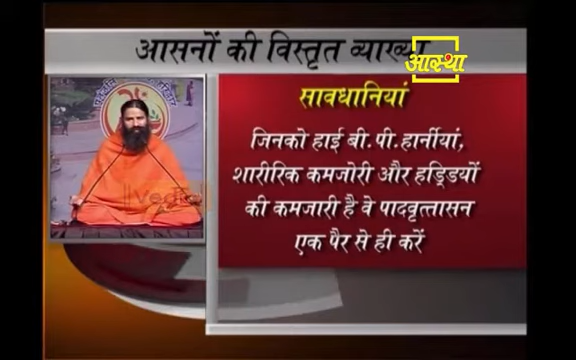 आसनों की विस्तृत व्याख्या
आस्था
सावधानियां
जिनको हाई बी.पी. हार्नीयां,
शारीरिक कमजोरी और हड्डियों
की कमजारी है वे पादवृत्तासन
एक पैर से ही करें